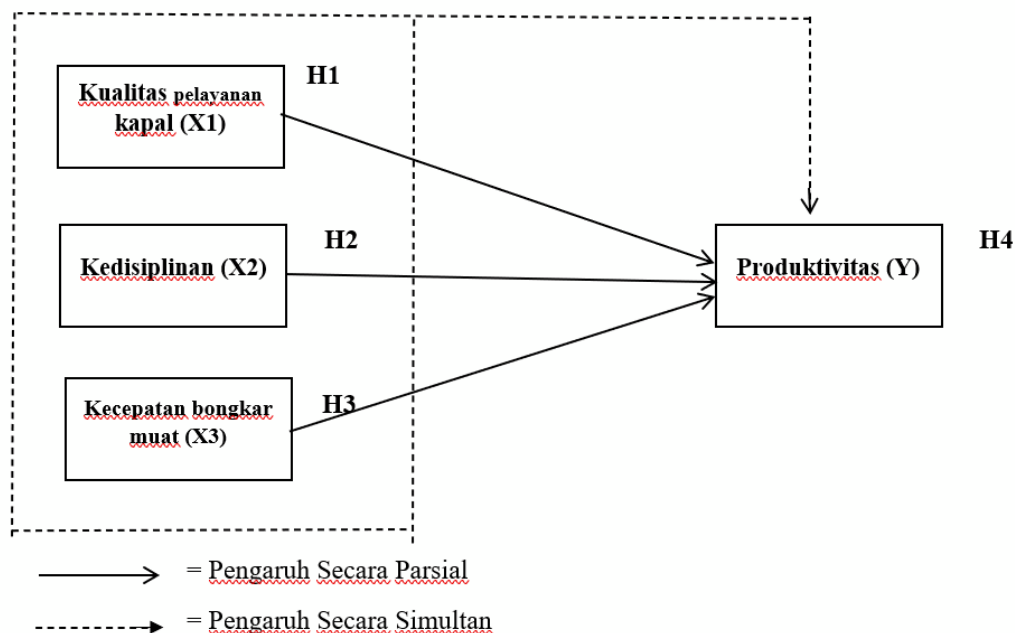 H1
Kualitas pelayanan
kapal (X1)
H2
Kedisiplinan (X2)
Produktivitas (Y)
H4
H3
Kecepatan bongkar
muat (X3)
= Pengaruh Secara Parsial
= Pengaruh Secara Simultan